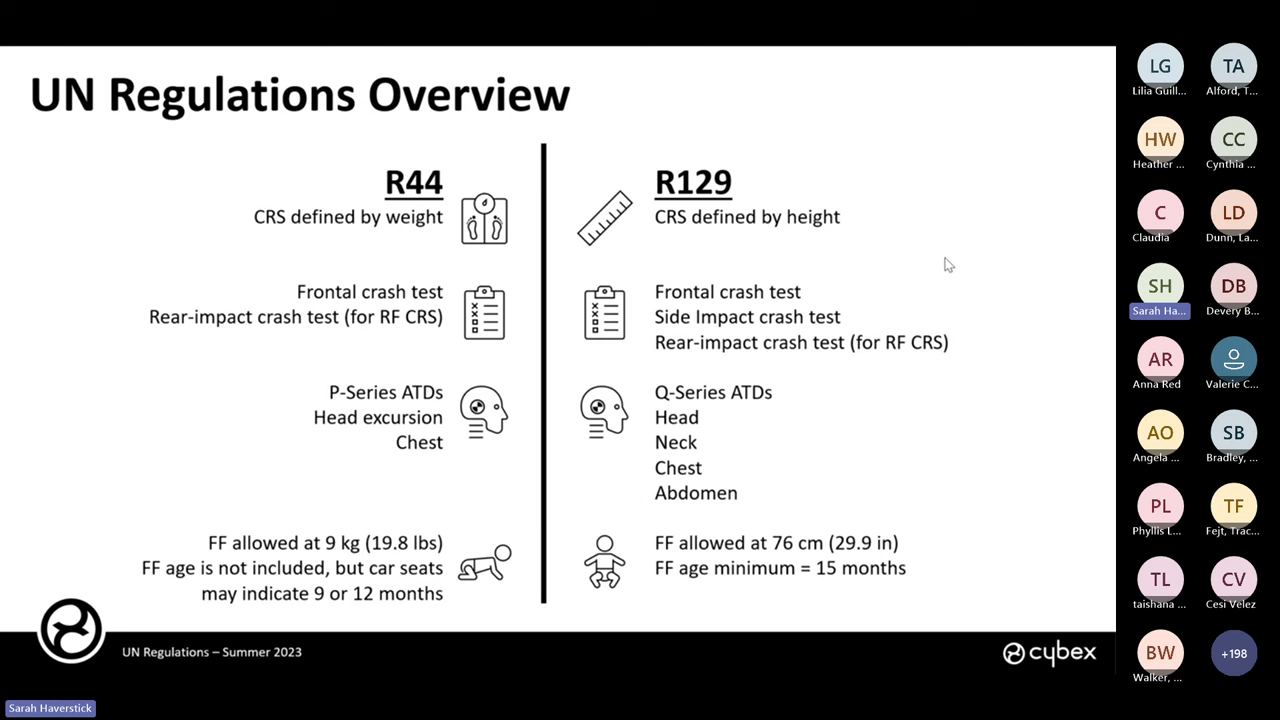 UN Regulations Overview
R44
CRS defined by weight
Frontal crash test
Rear-impact crash test (for RF CRS)
P-Series ATDs
Head excursion
Chest
FF allowed at 9 kg (19.8 lbs)
FF age is not included, but car seats
may indicate 9 or 12 months
R129
CRS defined by height
Frontal crash test
Side Impact crash test
Rear-impact crash test (for RF CRS)
Q-Series ATDs
Head
Neck
Chest
Abdomen
FF allowed at 76 cm (29.9 in)
FF age minimum = 15 months
UN Regulations – Summer 2023
cybex
LG
Lilia Guill...
TA
Alford, T...
HW
Heather ...
CC
Cynthia ...
C
Claudia
LD
Dunn, La...
SH
Sarah Ha...
DB
Devery B...
AR
Anna Red
Valerie C...
AO
Angela ...
SB
Bradley, ...
PL
Phyllis L...
TF
Fejt, Trac...
TL
taishana ...
CV
Cesi Velez
BW
Walker, ...
+198
Sarah Haverstick